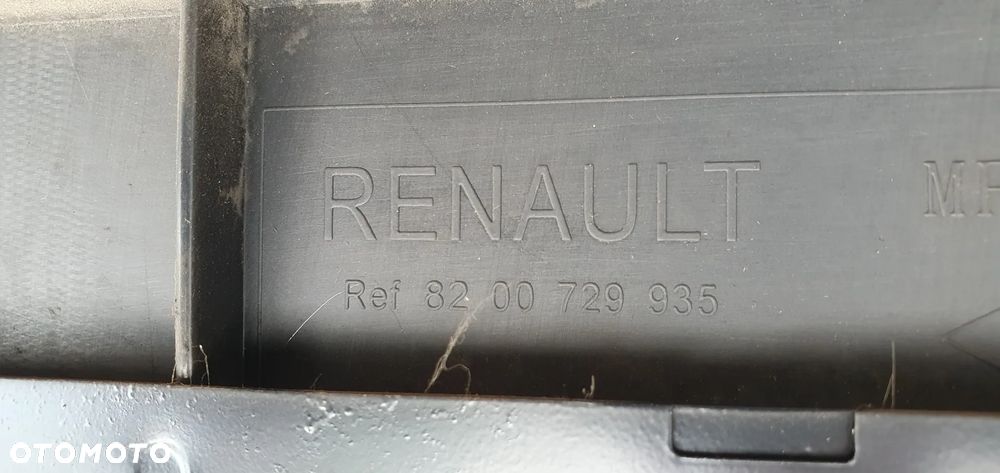 RENAULT
Ref 82 00 729 935
OTOMOTO